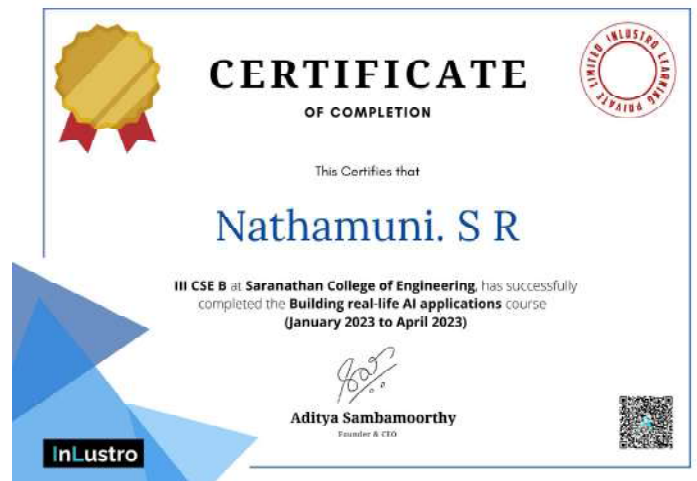 CERTIFICATE
OF COMPLETION
INLUSTRO LEARNING PRIVATE LIMITED
This Certifies that
Nathamuni. S R
III CSE B at Saranathan College of Engineering, has successfully
completed the Building real-life AI applications course
(January 2023 to April 2023)
Aditya Sambamoorthy
Founder & CEO
InLustro